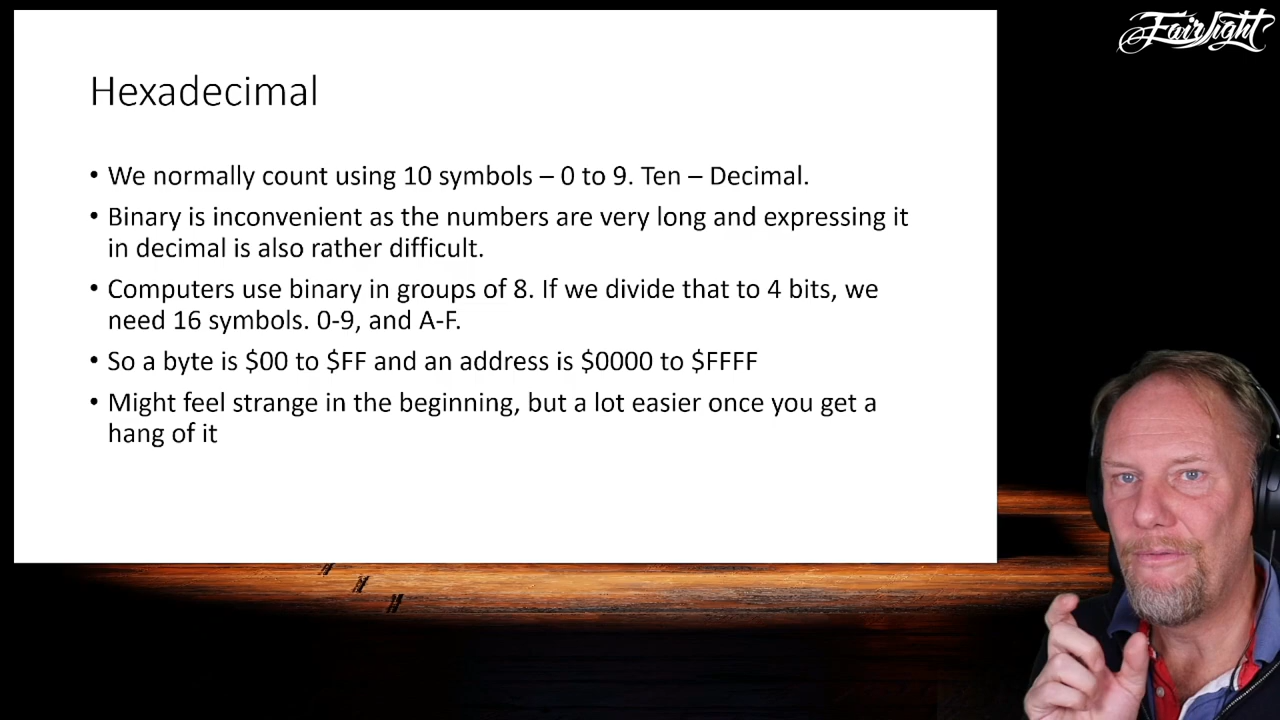 Fairlight
Hexadecimal
• We normally count using 10 symbols – 0 to 9. Ten – Decimal.
• Binary is inconvenient as the numbers are very long and expressing it
in decimal is also rather difficult.
• Computers use binary in groups of 8. If we divide that to 4 bits, we
need 16 symbols. 0-9, and A-F.
• So a byte is $00 to $FF and an address is $0000 to $FFFF
• Might feel strange in the beginning, but a lot easier once you get a
hang of it